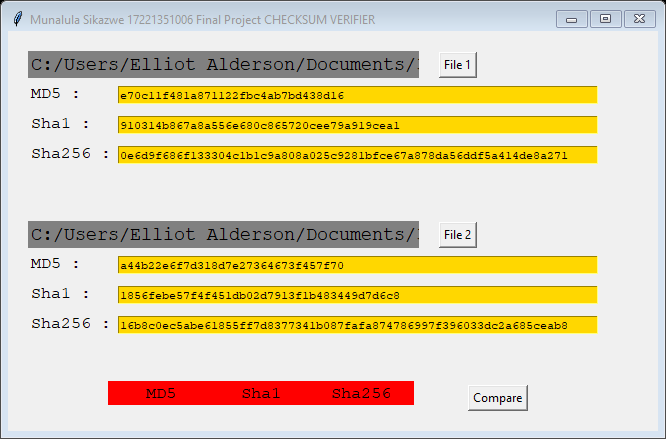 Munalula Sikazwe 17221351006 Final Project CHECKSUM VERIFIER
C:/Users/Elliot Alderson/Documents/ File 1
MD5 : e70c11f481a871122fbc4ab7bd438d16
Sha1 : 910314b867a8a556e680c865720cee79a919cea1
Sha256 : 0e6d9f686f133304c1b1c9a808a025c9281bfce67a878da56ddf5a414de8a271
C:/Users/Elliot Alderson/Documents/ File 2
MD5 : a44b22e6f7d318d7e27364673f457f70
Sha1 : 1856febe57f4f451db02d7913f1b483449d7d6c8
Sha256 : 16b8c0ec5abe61855ff7d8377341b087fafa874786997f396033dc2a685ceab8
MD5 Sha1 Sha256 Compare